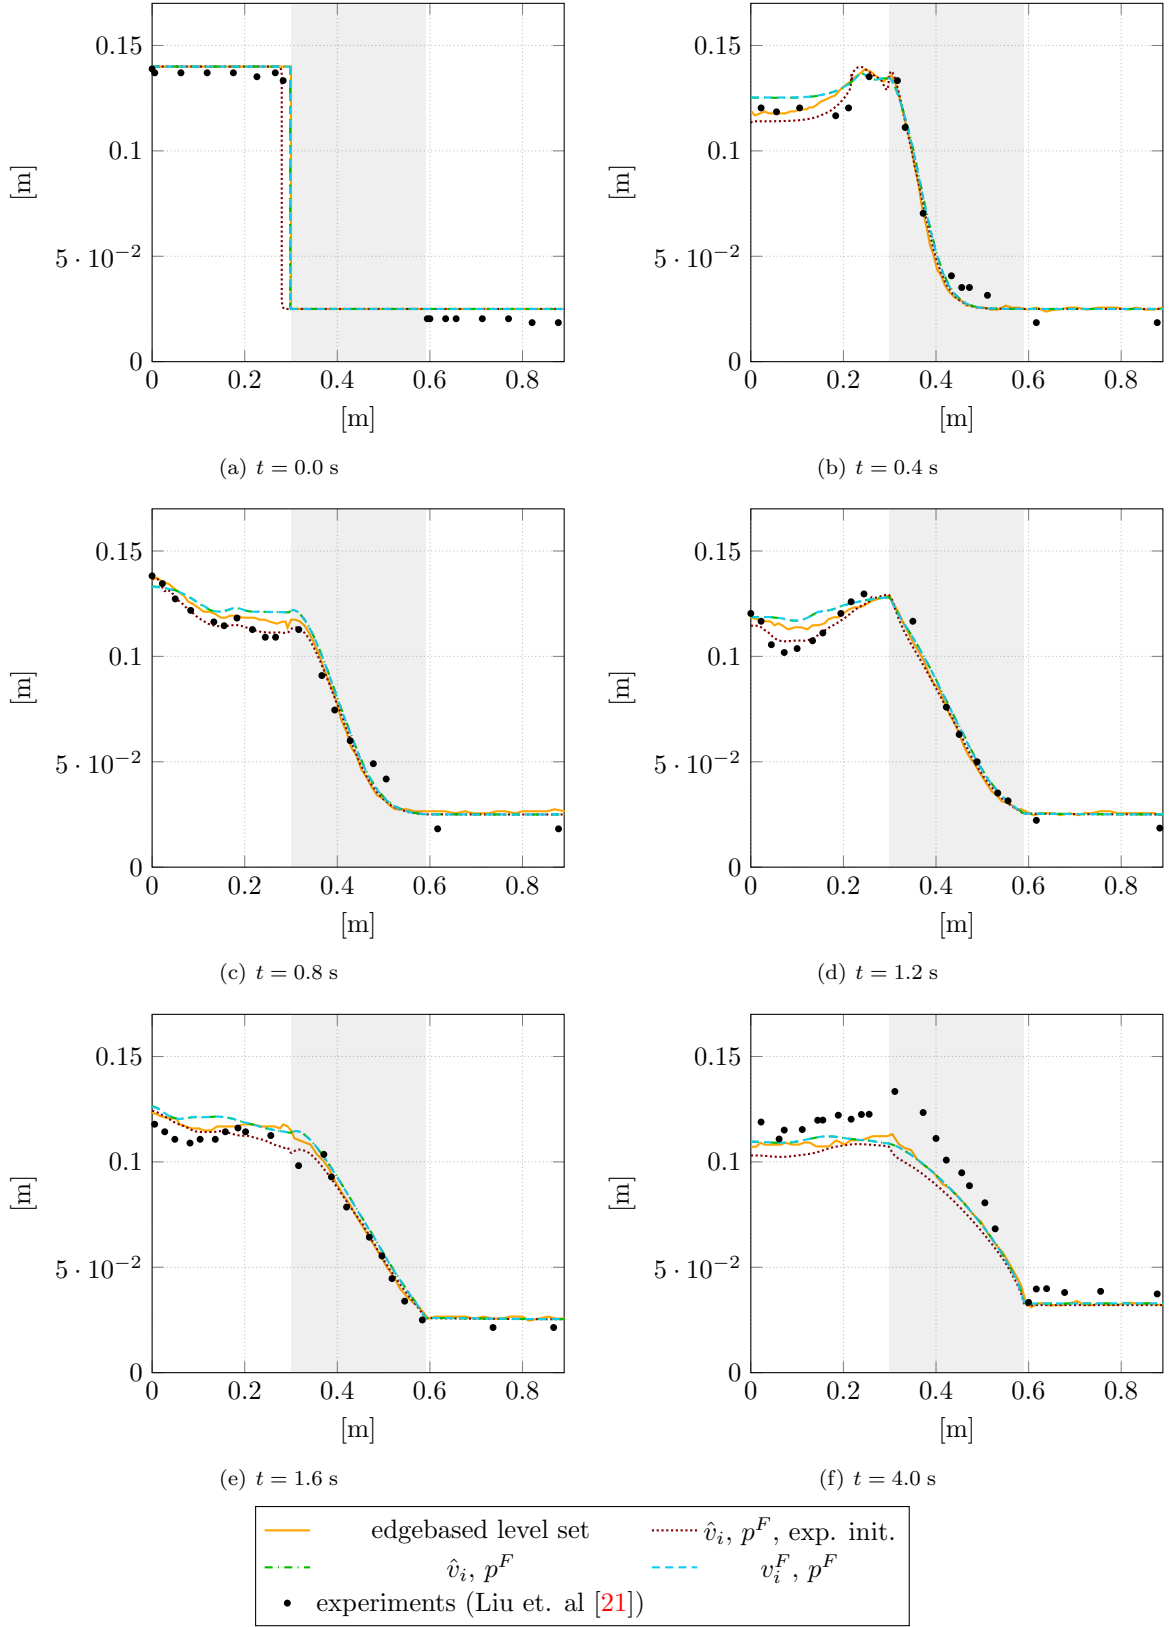 0.15
0.1
5 · 10⁻²
0
[m]
0 0.2 0.4 0.6 0.8
[m]
(a) t = 0.0 s
0.15
0.1
5 · 10⁻²
0
[m]
0 0.2 0.4 0.6 0.8
[m]
(b) t = 0.4 s
0.15
0.1
5 · 10⁻²
0
[m]
0 0.2 0.4 0.6 0.8
[m]
(c) t = 0.8 s
0.15
0.1
5 · 10⁻²
0
[m]
0 0.2 0.4 0.6 0.8
[m]
(d) t = 1.2 s
0.15
0.1
5 · 10⁻²
0
[m]
0 0.2 0.4 0.6 0.8
[m]
(e) t = 1.6 s
0.15
0.1
5 · 10⁻²
0
[m]
0 0.2 0.4 0.6 0.8
[m]
(f) t = 4.0 s
edgebased level set
v̂ᵢ, p^F, exp. init.
v̂ᵢ, p^F
vᵢ^F, p^F
experiments (Liu et. al [21])